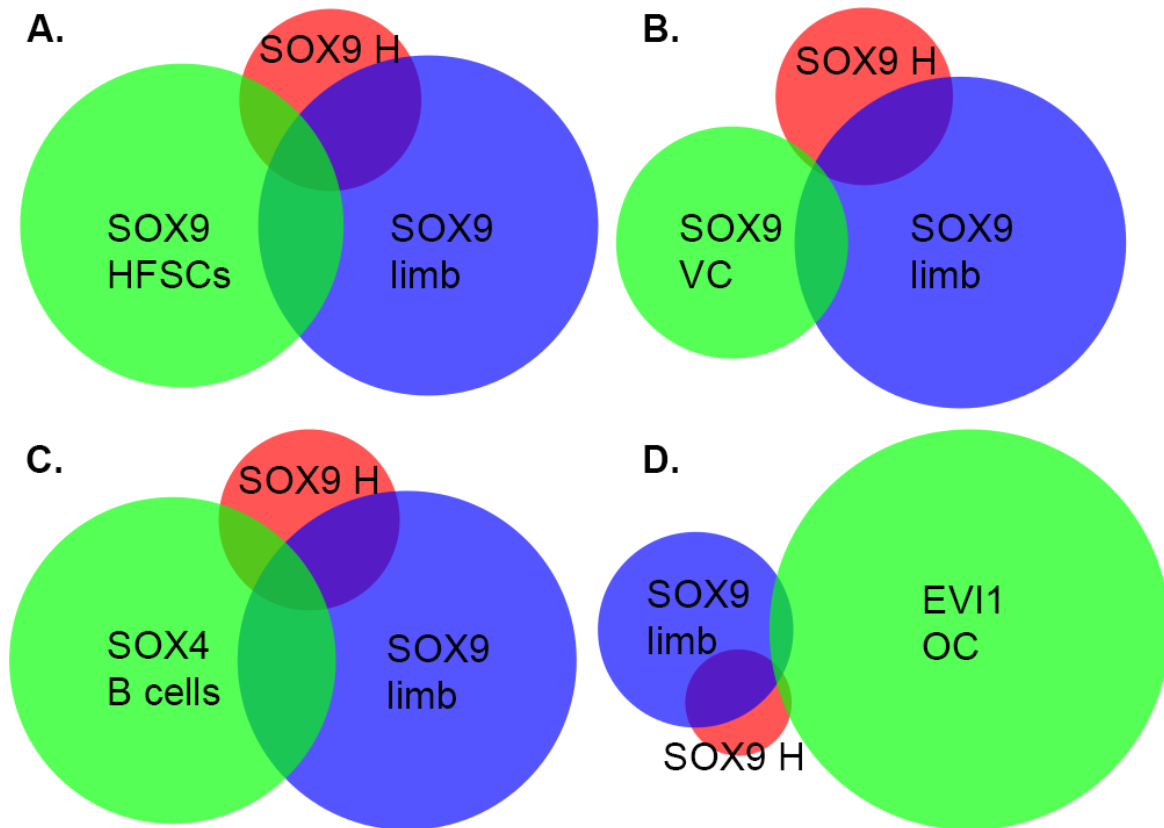 A.
SOX9 H
SOX9
HFSCs
SOX9
limb
B.
SOX9 H
SOX9
VC
SOX9
limb
C.
SOX9 H
SOX4
B cells
SOX9
limb
D.
SOX9
limb
EVI1
OC
SOX9 H